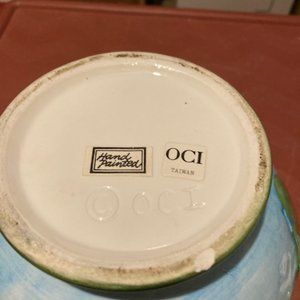 Hand
Painted
OCI
TAIWAN
© OCI